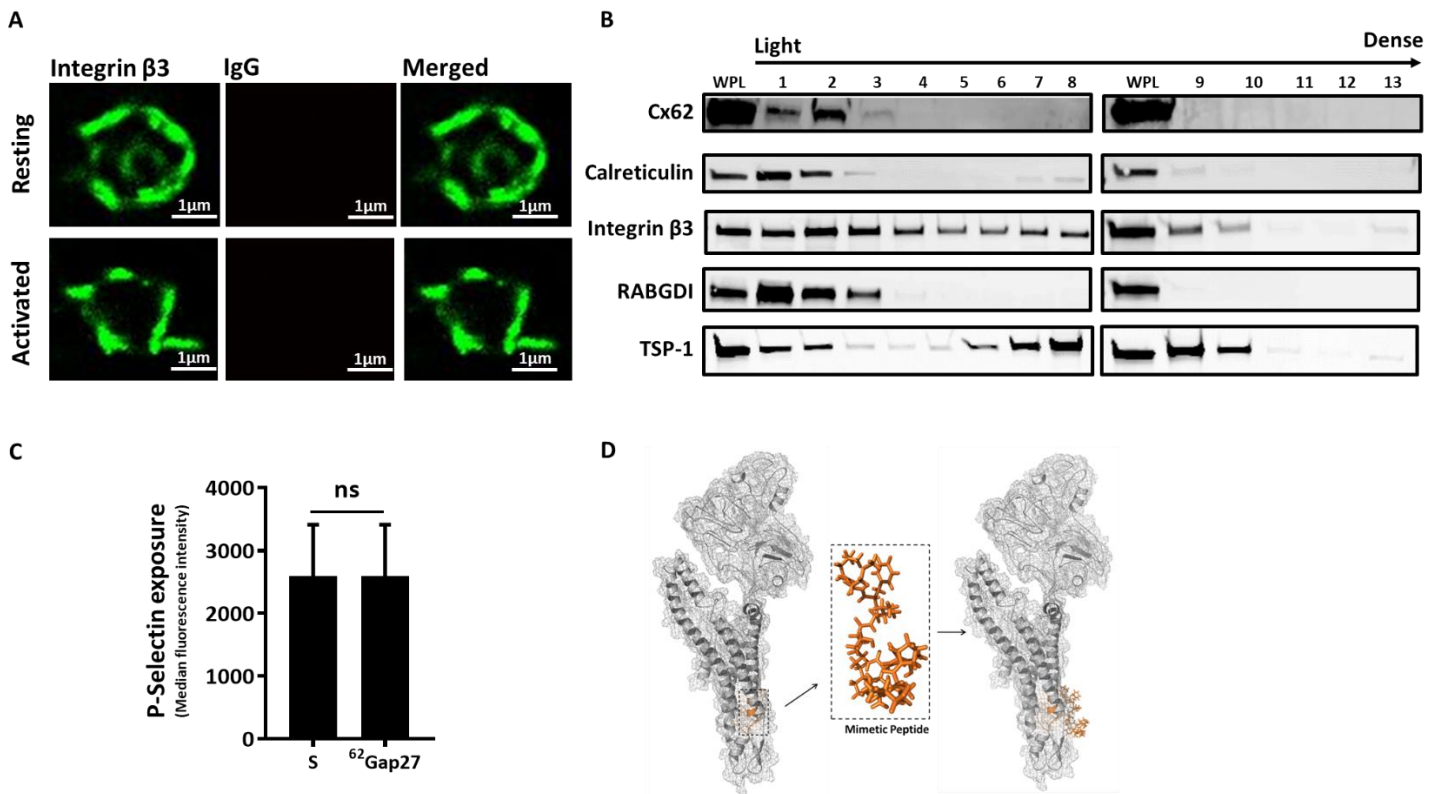 A
Integrin β3 IgG Merged
Resting
1µm 1µm 1µm
Activated
1µm 1µm 1µm
B
Light Dense
WPL 1 2 3 4 5 6 7 8 WPL 9 10 11 12 13
Cx62
Calreticulin
Integrin β3
RABGDI
TSP-1
C
P-Selectin exposure
(Median fluorescence intensity)
4000
3000
2000
1000
0
ns
S ⁶²Gap27
D
Mimetic Peptide